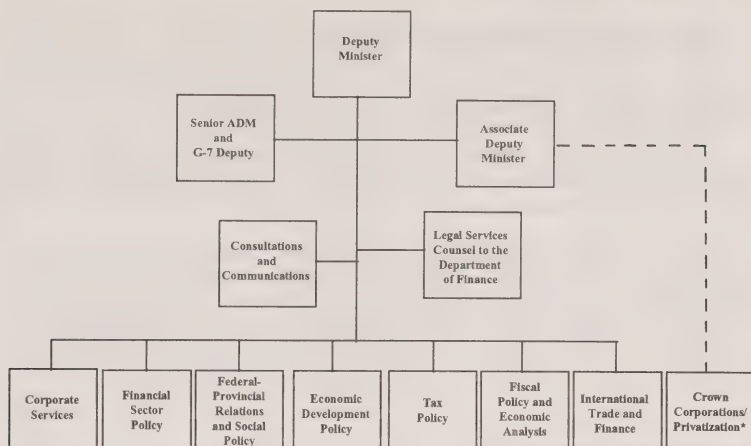 Deputy
Minister
Senior ADM
and
G-7 Deputy
Associate
Deputy
Minister
Consultations
and
Communications
Legal Services
Counsel to the
Department
of Finance
Corporate
Services
Financial
Sector
Policy
Federal-
Provincial
Relations
and Social
Policy
Economic
Development
Policy
Tax
Policy
Fiscal
Policy and
Economic
Analysis
International
Trade and
Finance
Crown
Corporations/
Privatization*